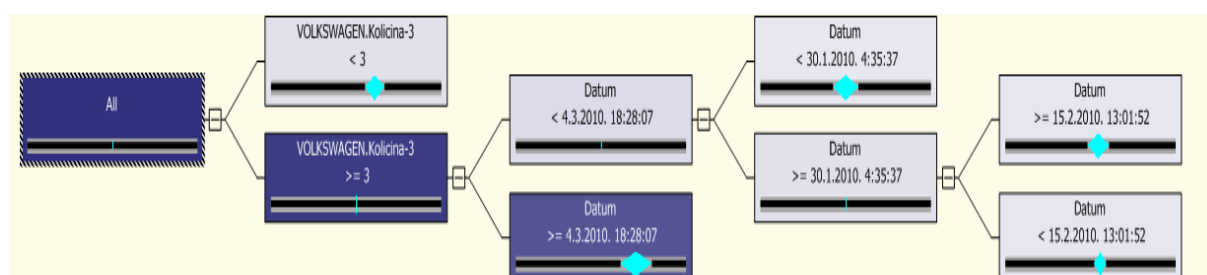 All
VOLKSWAGEN.Kolicina-3
< 3
VOLKSWAGEN.Kolicina-3
>= 3
Datum
< 4.3.2010. 18:28:07
Datum
>= 4.3.2010. 18:28:07
Datum
< 30.1.2010. 4:35:37
Datum
>= 30.1.2010. 4:35:37
Datum
>= 15.2.2010. 13:01:52
Datum
< 15.2.2010. 13:01:52